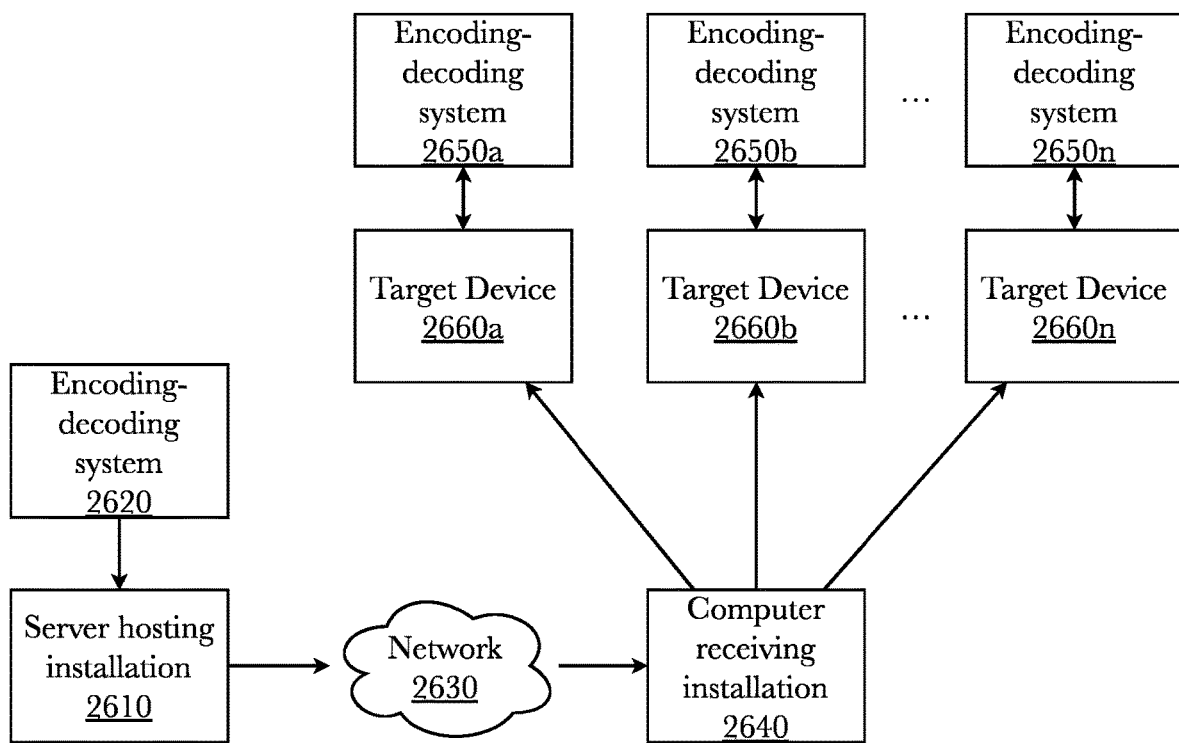 Encoding-
decoding
system
2650a
Encoding-
decoding
system
2650b
...
Encoding-
decoding
system
2650n
Target Device
2660a
Target Device
2660b
...
Target Device
2660n
Encoding-
decoding
system
2620
Server hosting
installation
2610
Network
2630
Computer
receiving
installation
2640